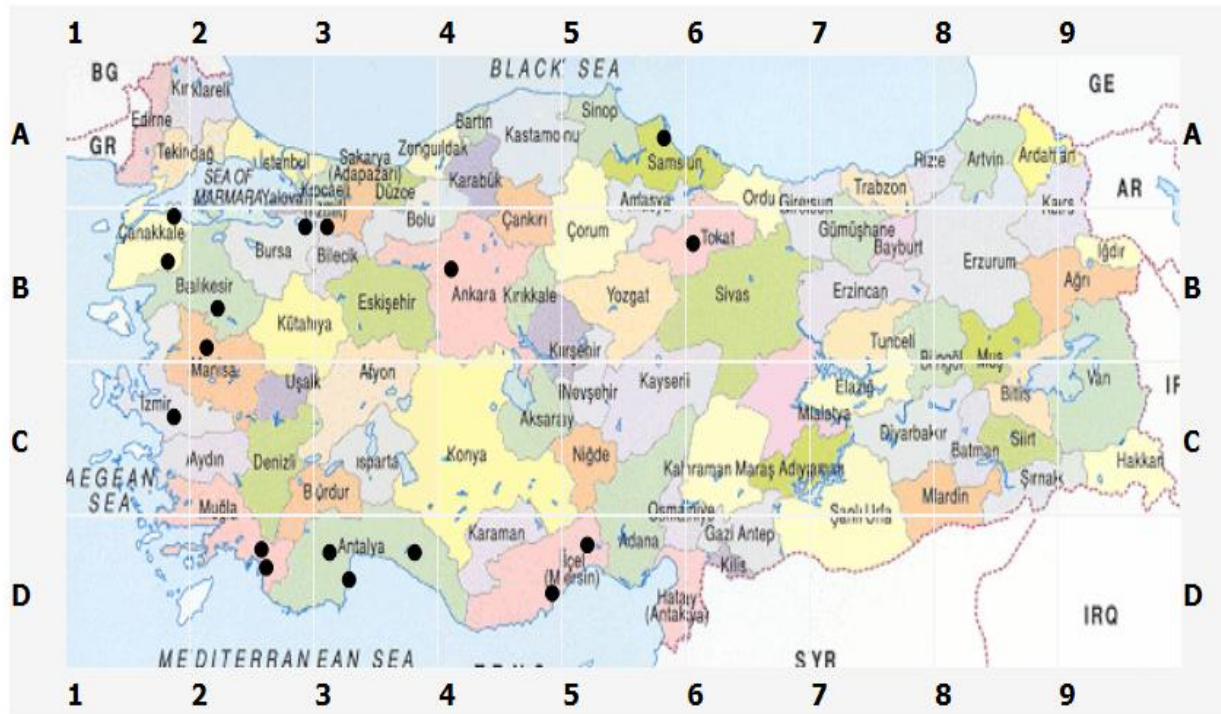 1 2 3 4 5 6 7 8 9
BLACK SEA
BG
GE
Kırklareli
Sinop
Edirne
Bartın
Kastamonu
A
GR
Tekirdağ
İstanbul
Zonguldak
Samsun
Rize
Artvin
Ardahan
A
Sakarya
(Adapazarı)
Karabük
SEA OF
MARMARA
Yalova
Kocaeli
Düzce
Amasya
Ordu
Giresun
Trabzon
Kars
AR
Çanakkale
Bolu
Çankırı
Çorum
Tokat
Gümüşhane
Bayburt
Bursa
Bilecik
Iğdır
B
Balıkesir
Eskişehir
Ankara
Kırıkkale
Yozgat
Sivas
Erzincan
Erzurum
Ağrı
B
Kütahya
Kırşehir
Tunceli
Bingöl
Muş
Manisa
Uşalk
Afyon
Nevşehir
Kayserii
Elazığ
Van
İzmir
Aksaray
Mlalatya
Bitlis
C
Aydın
Denizli
Isparta
Konya
Niğde
Kahraman Maraş
Adıyaman
Diyarbakır
Batman
Siirt
C
AEGEAN
SEA
Muğla
Burdur
Mlardin
Şırnak
Hakkari
Osmaniye
Şanlı Urfa
Antalya
Karaman
İçel
(Mersin)
Adana
Gazi Antep
Kilis
D
Hatay
(Antakya)
IRQ
D
MEDITERRANEAN SEA
SYR
1 2 3 4 5 6 7 8 9